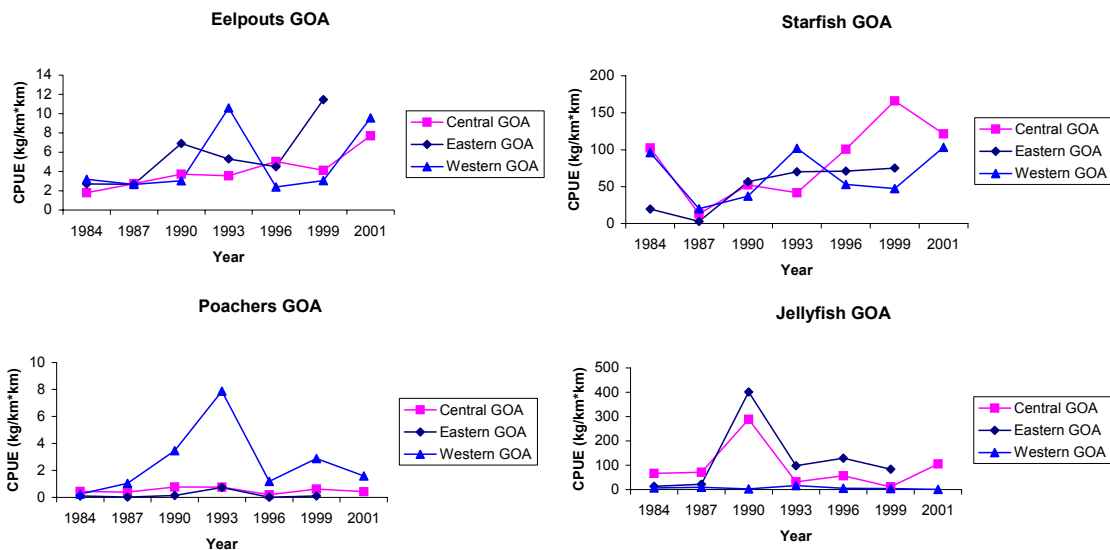 Eelpouts GOA
CPUE (kg/km*km)
14
12
10
8
6
4
2
0
1984 1987 1990 1993 1996 1999 2001
Year
Central GOA
Eastern GOA
Western GOA
Starfish GOA
CPUE (kg/km*km)
200
150
100
50
0
1984 1987 1990 1993 1996 1999 2001
Year
Central GOA
Eastern GOA
Western GOA
Poachers GOA
CPUE (kg/km*km)
10
8
6
4
2
0
1984 1987 1990 1993 1996 1999 2001
Year
Central GOA
Eastern GOA
Western GOA
Jellyfish GOA
CPUE (kg/km*km)
500
400
300
200
100
0
1984 1987 1990 1993 1996 1999 2001
Year
Central GOA
Eastern GOA
Western GOA